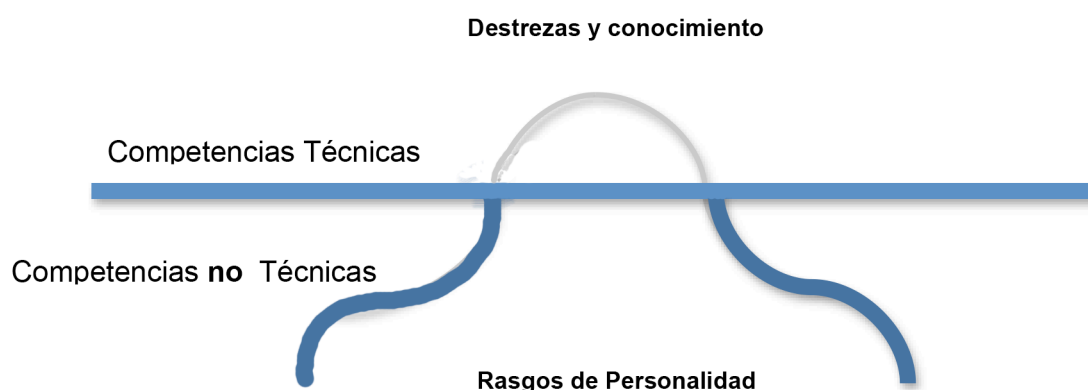 Destrezas y conocimiento
Competencias Técnicas
Competencias no Técnicas
Rasgos de Personalidad